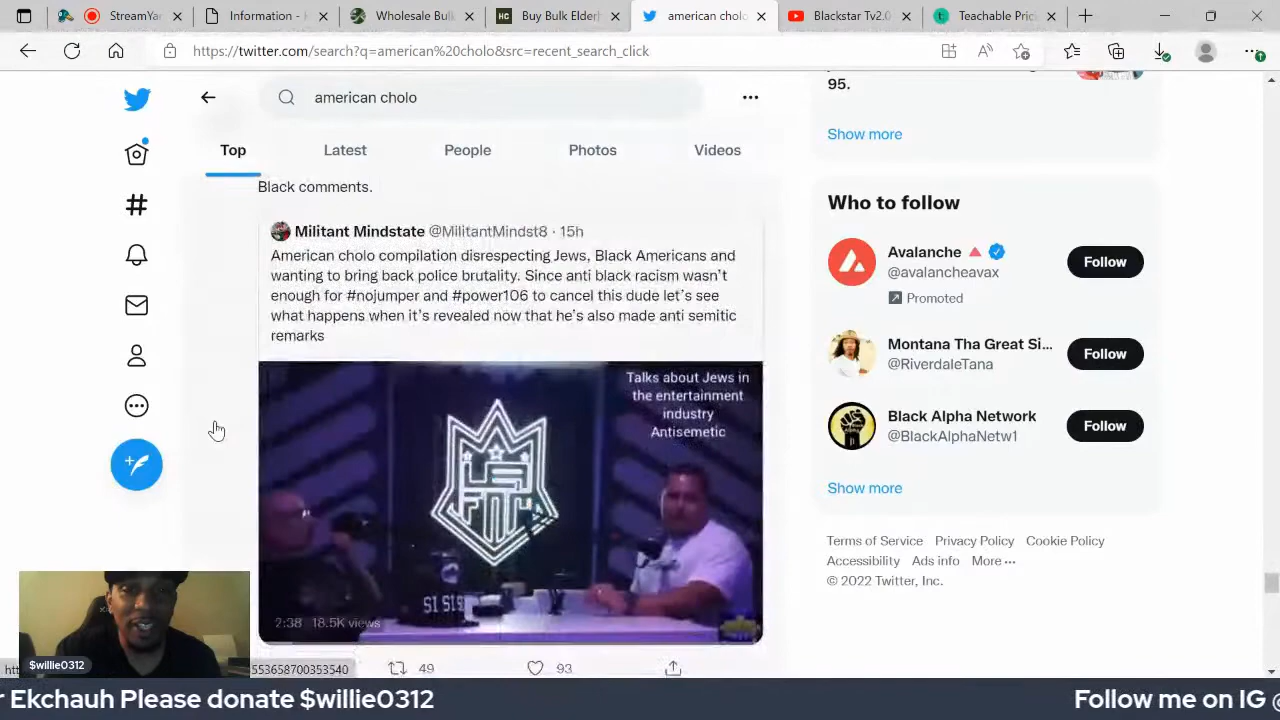 StreamYa
Information - I
Wholesale Bul
Buy Bulk Elder
american cholo
Blackstar Tv2.0
Teachable Pric
https://twitter.com/search?q=american%20cholo&src=recent_search_click
american cholo
Top
Latest
People
Photos
Videos
Black comments.
Militant Mindstate @MilitantMindst8 · 15h
American cholo compilation disrespecting Jews, Black Americans and
wanting to bring back police brutality. Since anti black racism wasn't
enough for #nojumper and #power106 to cancel this dude let's see
what happens when it's revealed now that he's also made anti semitic
remarks
Talks about Jews in
the entertainment
industry
Antisemetic
2:38 18.5K views
49
93
95.
Show more
Who to follow
Avalanche
@avalancheavax
Promoted
Follow
Montana Tha Great Si...
@RiverdaleTana
Follow
Black Alpha Network
@BlackAlphaNetw1
Follow
Show more
Terms of Service Privacy Policy Cookie Policy
Accessibility Ads info More ···
© 2022 Twitter, Inc.
$willie0312
553658700353540
r Ekchauh Please donate $willie0312
Follow me on IG @